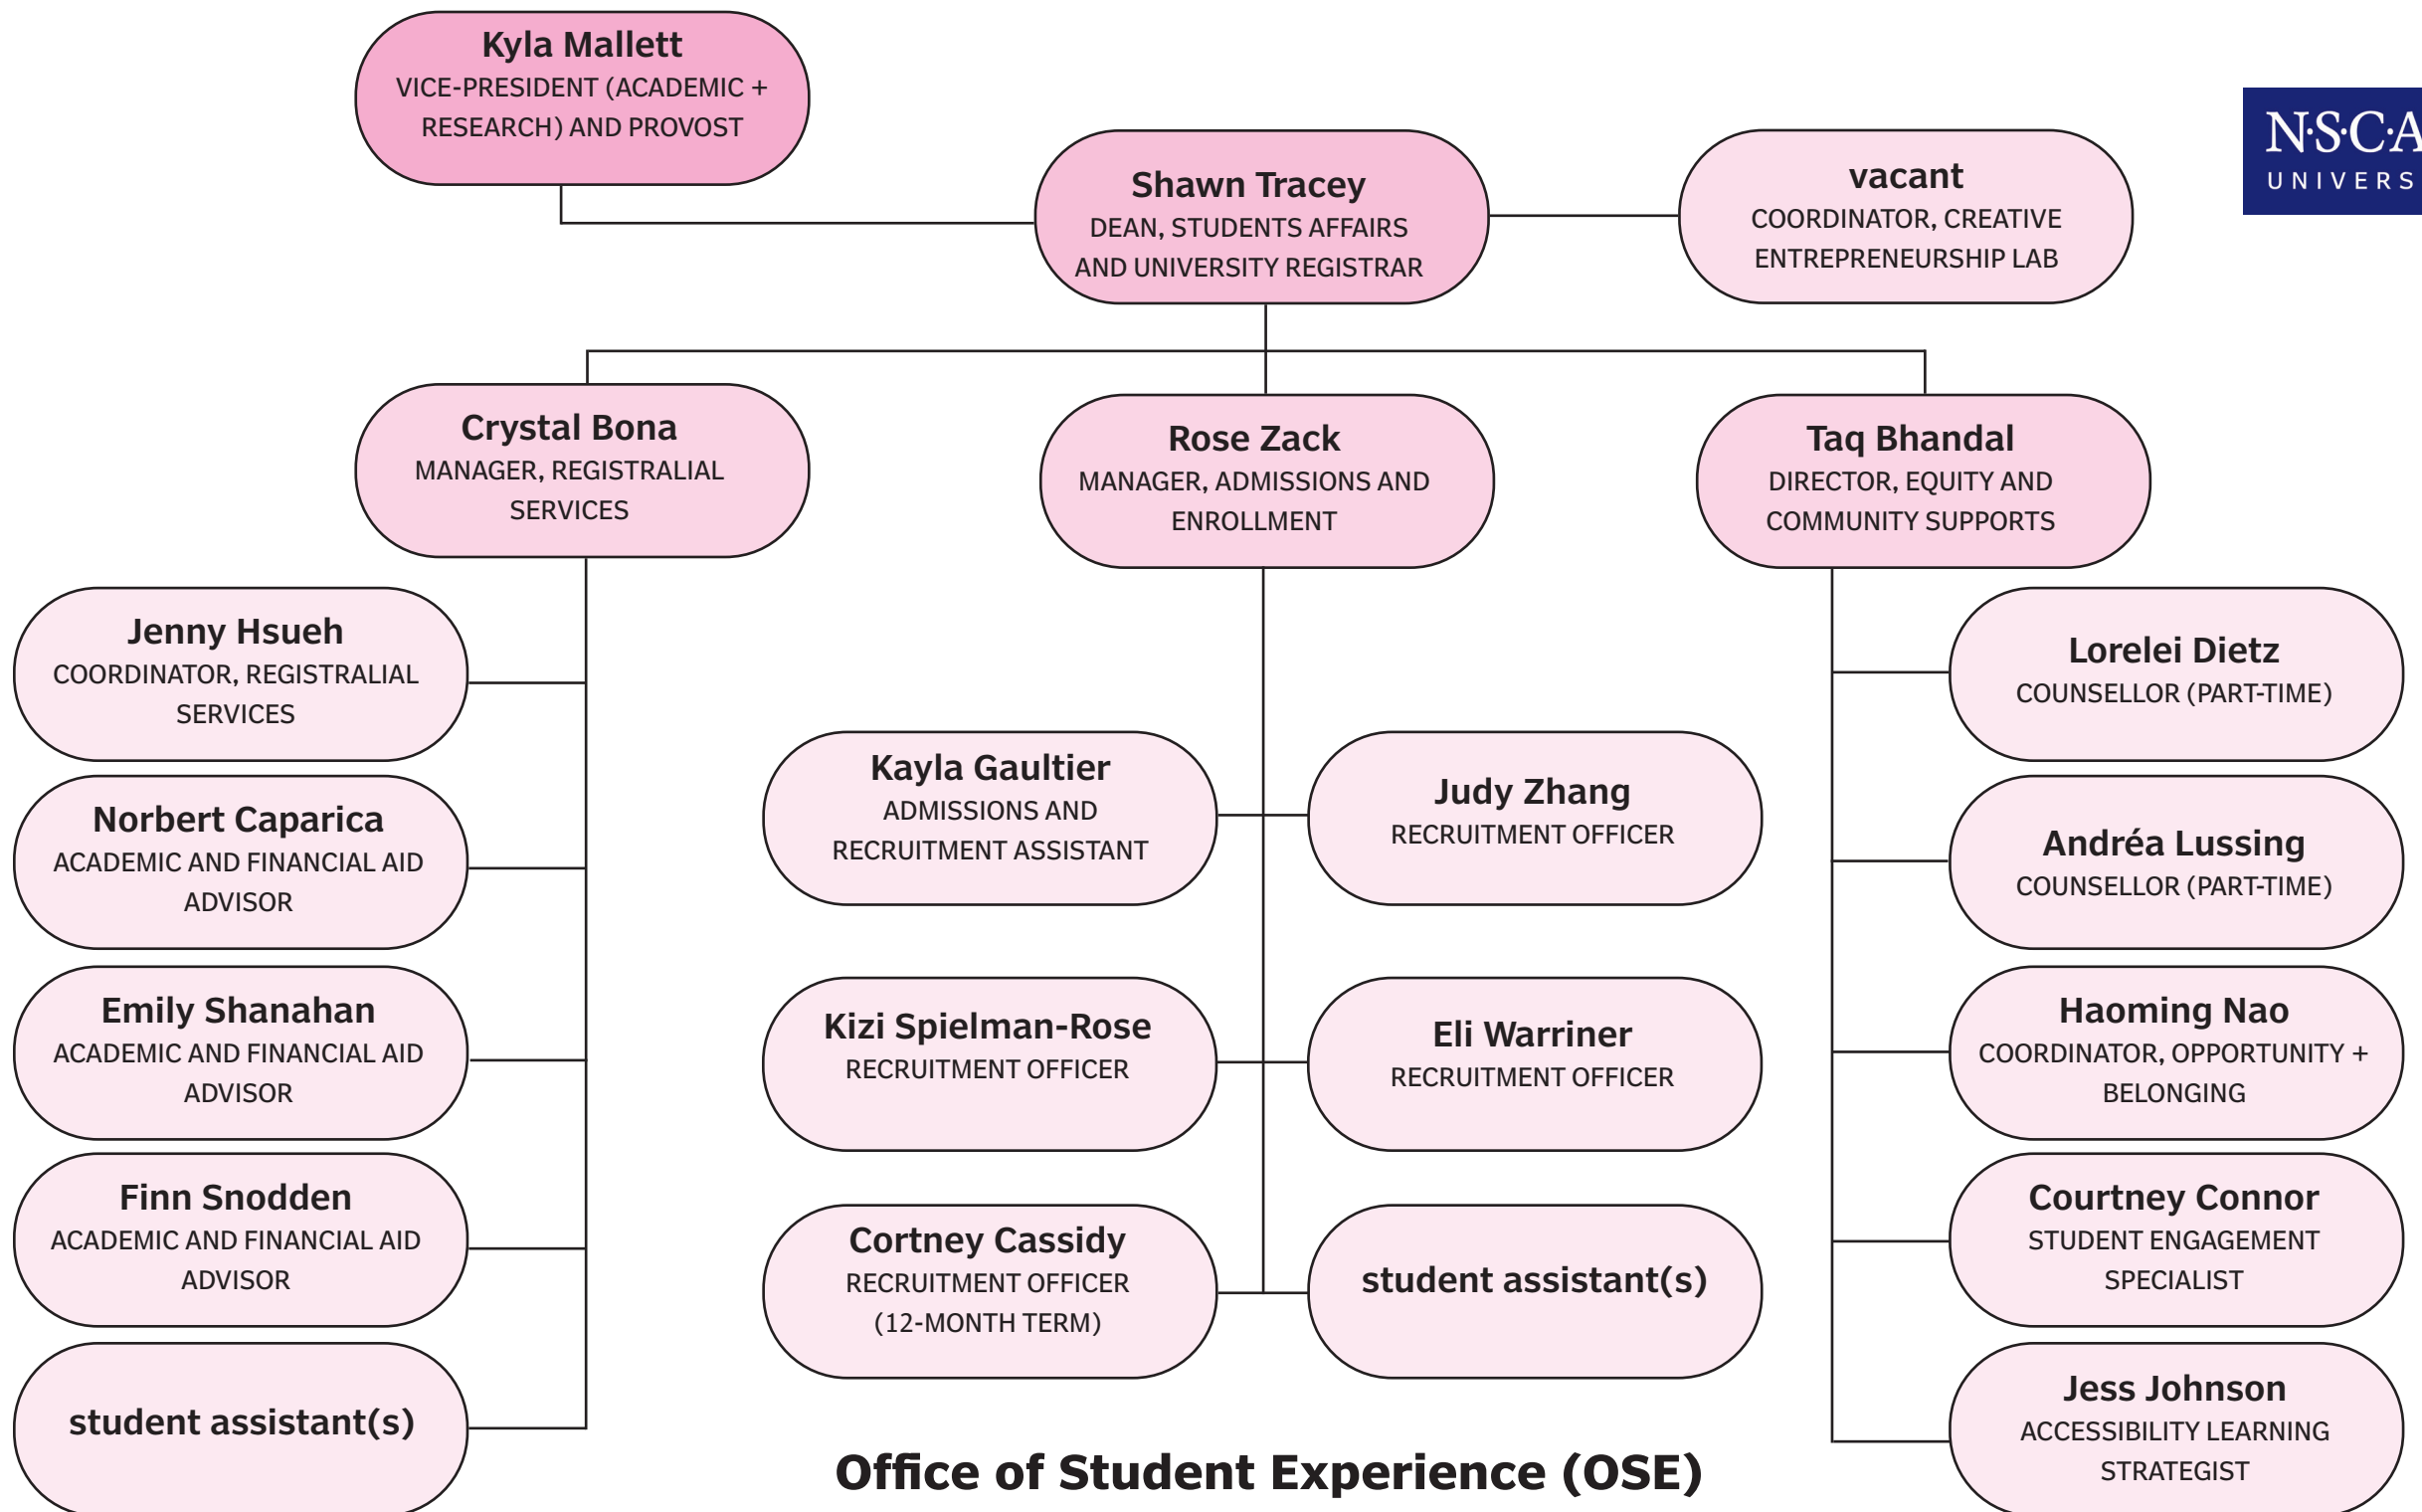 Kyla Mallett
VICE-PRESIDENT (ACADEMIC +
RESEARCH) AND PROVOST
Shawn Tracey
DEAN, STUDENTS AFFAIRS
AND UNIVERSITY REGISTRAR
vacant
COORDINATOR, CREATIVE
ENTREPRENEURSHIP LAB
N·S·C·A
UNIVERS
Crystal Bona
MANAGER, REGISTRALIAL
SERVICES
Rose Zack
MANAGER, ADMISSIONS AND
ENROLLMENT
Taq Bhandal
DIRECTOR, EQUITY AND
COMMUNITY SUPPORTS
Jenny Hsueh
COORDINATOR, REGISTRALIAL
SERVICES
Norbert Caparica
ACADEMIC AND FINANCIAL AID
ADVISOR
Emily Shanahan
ACADEMIC AND FINANCIAL AID
ADVISOR
Finn Snodden
ACADEMIC AND FINANCIAL AID
ADVISOR
student assistant(s)
Kayla Gaultier
ADMISSIONS AND
RECRUITMENT ASSISTANT
Judy Zhang
RECRUITMENT OFFICER
Kizi Spielman-Rose
RECRUITMENT OFFICER
Eli Warriner
RECRUITMENT OFFICER
Cortney Cassidy
RECRUITMENT OFFICER
(12-MONTH TERM)
student assistant(s)
Lorelei Dietz
COUNSELLOR (PART-TIME)
Andréa Lussing
COUNSELLOR (PART-TIME)
Haoming Nao
COORDINATOR, OPPORTUNITY +
BELONGING
Courtney Connor
STUDENT ENGAGEMENT
SPECIALIST
Jess Johnson
ACCESSIBILITY LEARNING
STRATEGIST
Office of Student Experience (OSE)